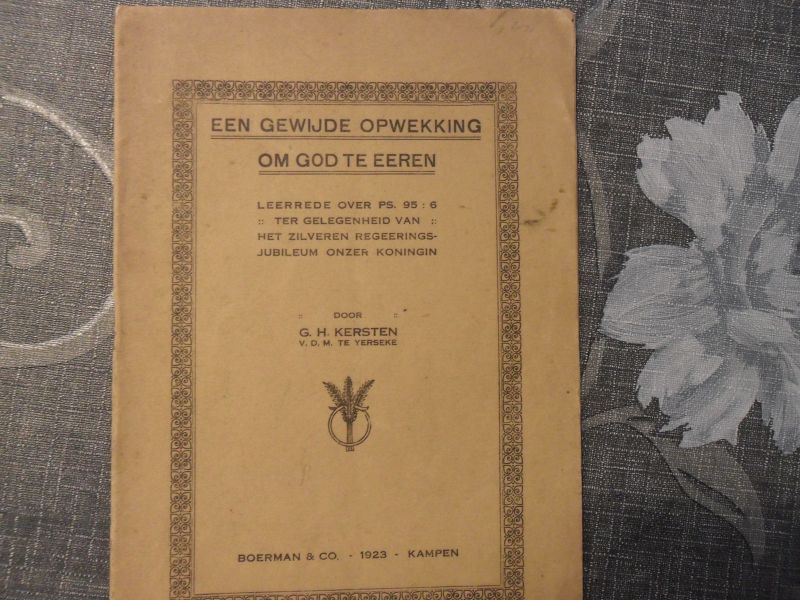 EEN GEWIJDE OPWEKKING
OM GOD TE EEREN
LEERREDE OVER PS. 95 : 6
:: TER GELEGENHEID VAN ::
HET ZILVEREN REGEERINGS-
JUBILEUM ONZER KONINGIN
:: DOOR ::
G. H. KERSTEN
V. D. M. TE YERSEKE
BOERMAN & CO. - 1923 - KAMPEN